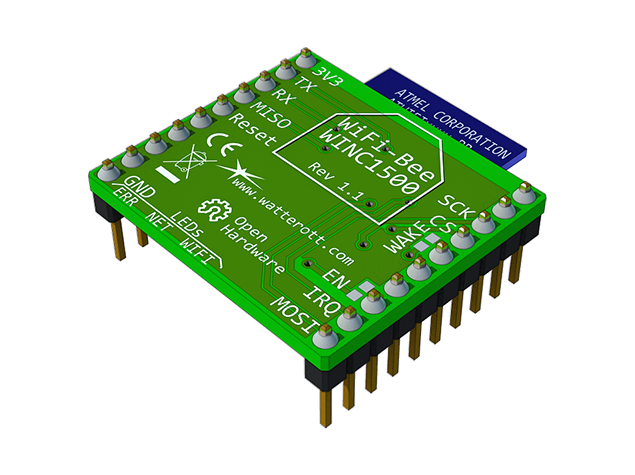 3V3
TX
RX
MISO
Reset
GND
ERR
NET
LEDs
WIFI
CE
www.watterott.com
Open
Hardware
WiFi-Bee
WINC1500
Rev 1.1
SCK
CS
WAKE
EN
IRQ
MOSI
ATMEL CORPORATION